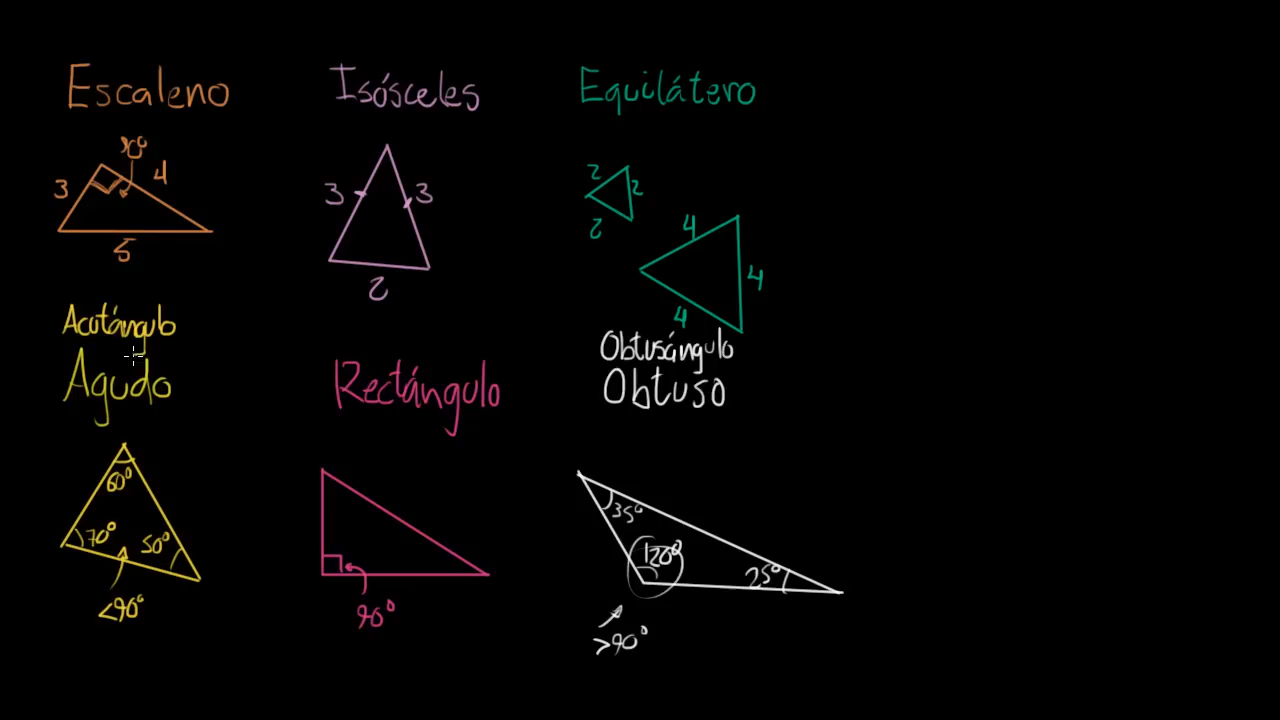 Escaleno
90°
3
4
5
Isósceles
3
3
2
Equilátero
2
2
2
4
4
4
Acutángulo
Agudo
60°
70°
50°
<90°
Rectángulo
90°
Obtusángulo
Obtuso
35°
120°
25°
>90°